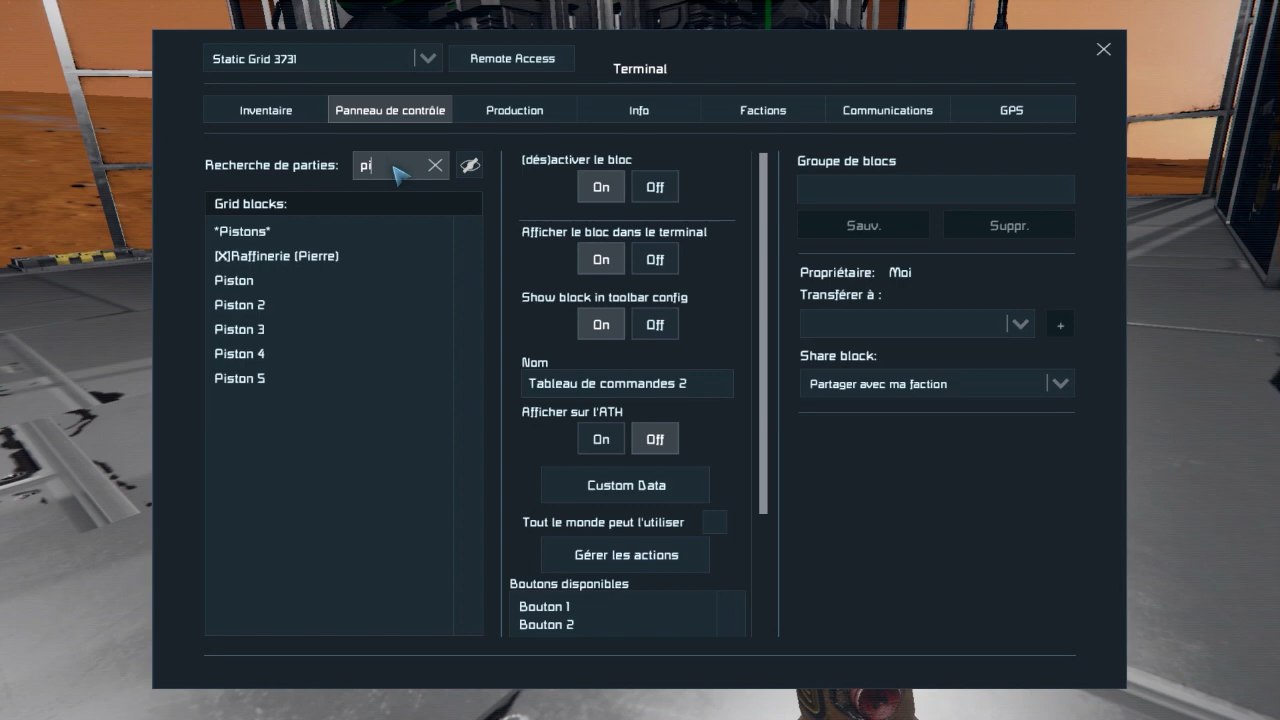 Static Grid 3731
Remote Access
Terminal
Inventaire
Panneau de contrôle
Production
Info
Factions
Communications
GPS
Recherche de parties:
pi
Grid blocks:
*Pistons*
[X]Raffinerie (Pierre)
Piston
Piston 2
Piston 3
Piston 4
Piston 5
(dés)activer le bloc
On Off
Afficher le bloc dans le terminal
On Off
Show block in toolbar config
On Off
Nom
Tableau de commandes 2
Afficher sur l'ATH
On Off
Custom Data
Tout le monde peut l'utiliser
Gérer les actions
Boutons disponibles
Bouton 1
Bouton 2
Groupe de blocs
Sauv. Suppr.
Propriétaire: Moi
Transférer à :
+
Share block:
Partager avec ma faction